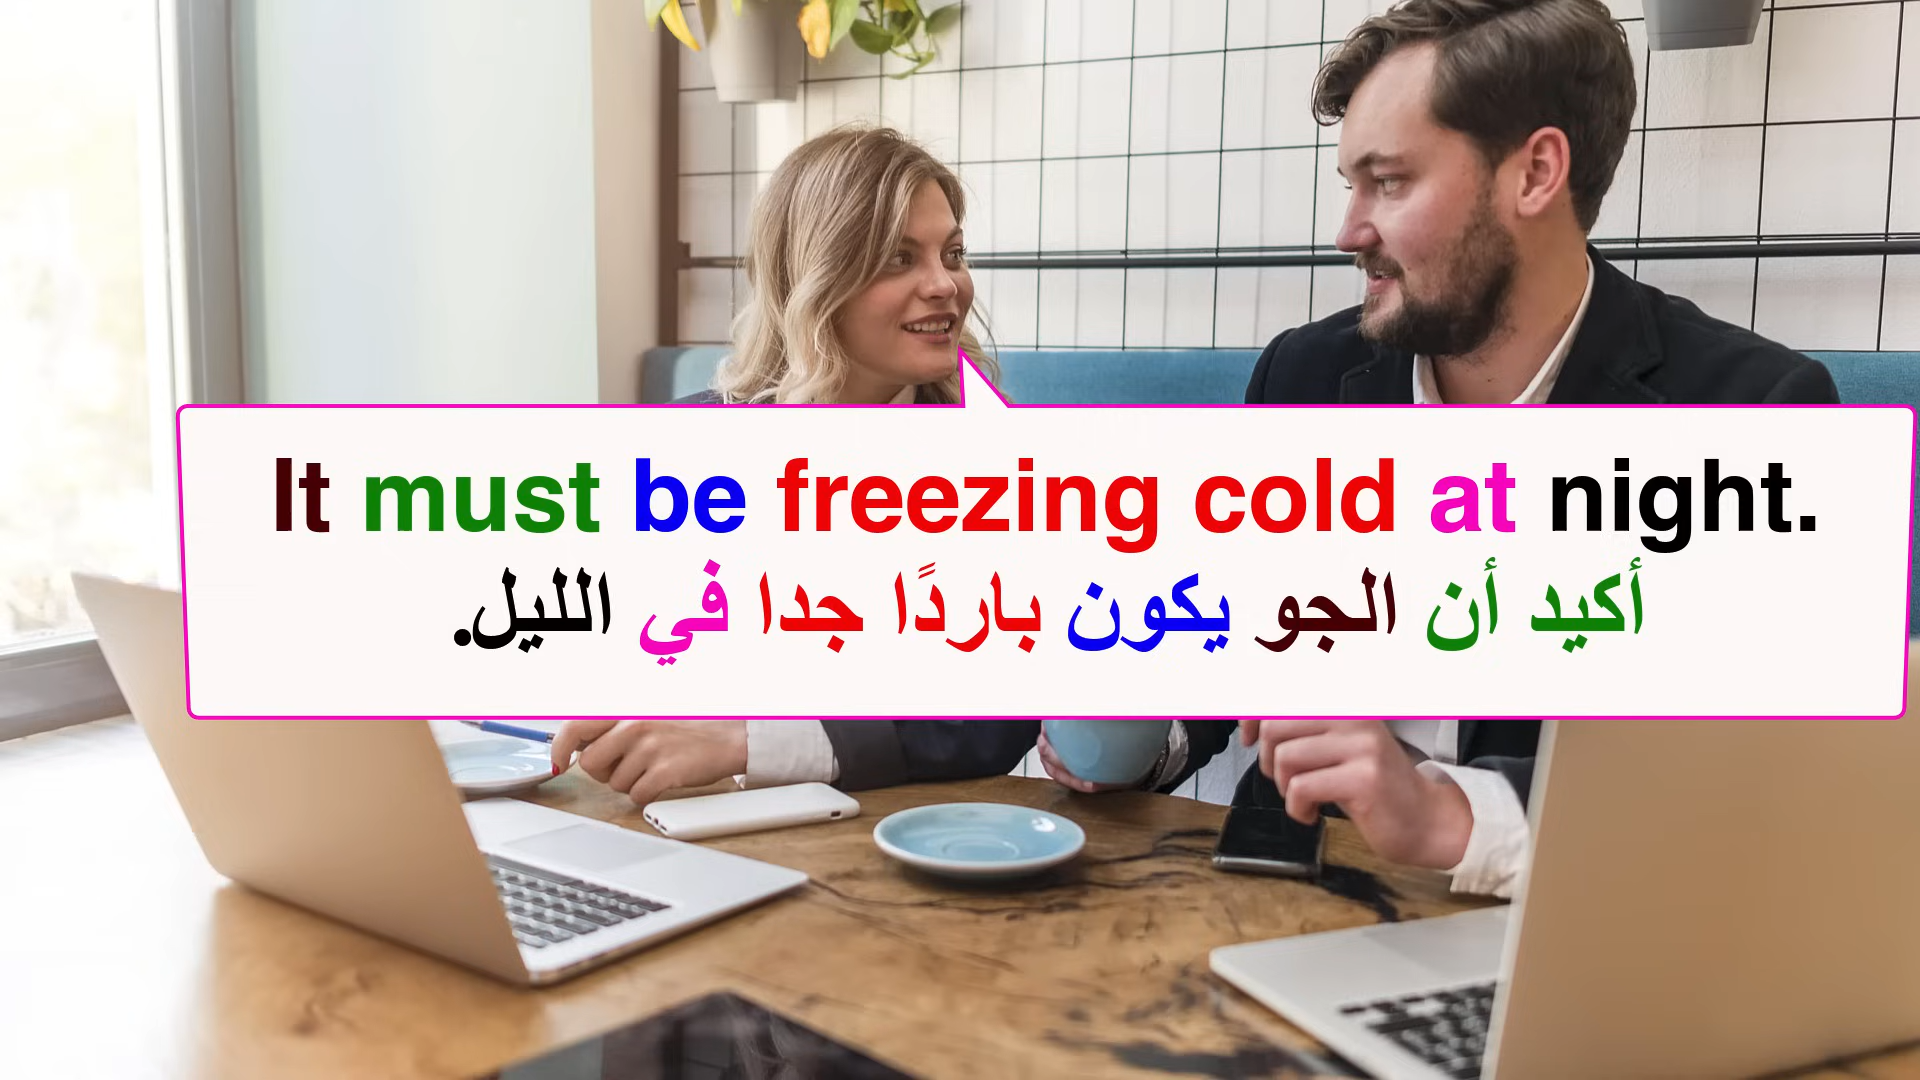 It must be freezing cold at night.
أكيد أن الجو يكون باردًا جدا في الليل.